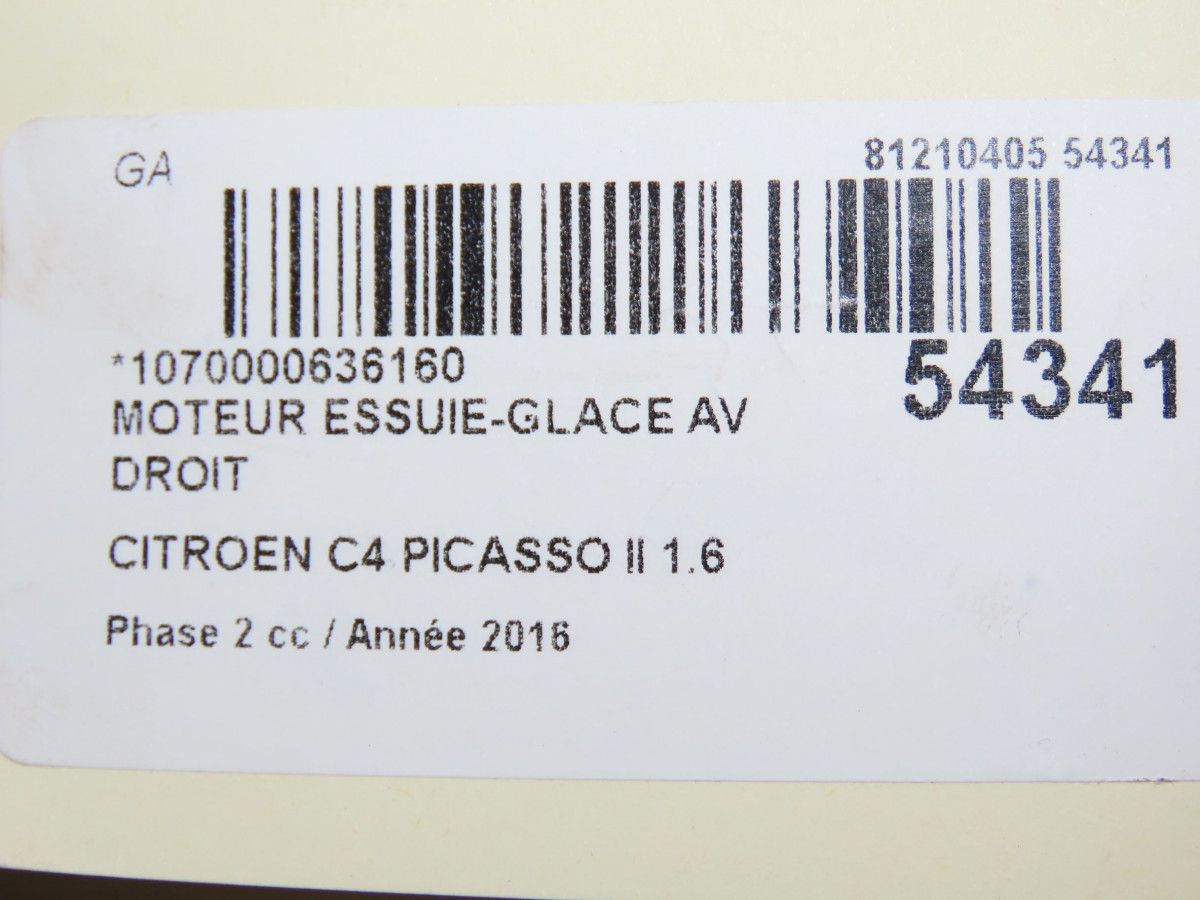 GA
81210405 54341
*1070000636160
54341
MOTEUR ESSUIE-GLACE AV
DROIT
CITROEN C4 PICASSO II 1.6
Phase 2 cc / Année 2016